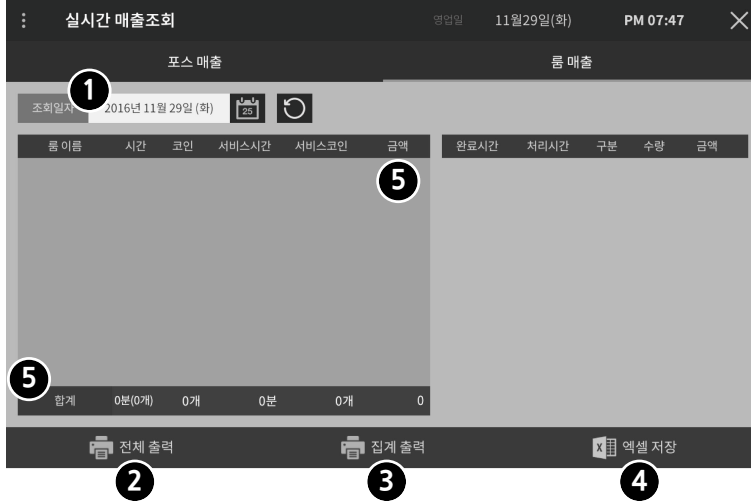 실시간 매출조회 영업일 11월29일(화) PM 07:47
포스 매출 룸 매출
1
조회일자 2016년 11월 29일 (화) 25
룸 이름 시간 코인 서비스시간 서비스코인 금액 완료시간 처리시간 구분 수량 금액
5
5
합계 0분(0개) 0개 0분 0개 0
전체 출력 집계 출력 엑셀 저장
2 3 4